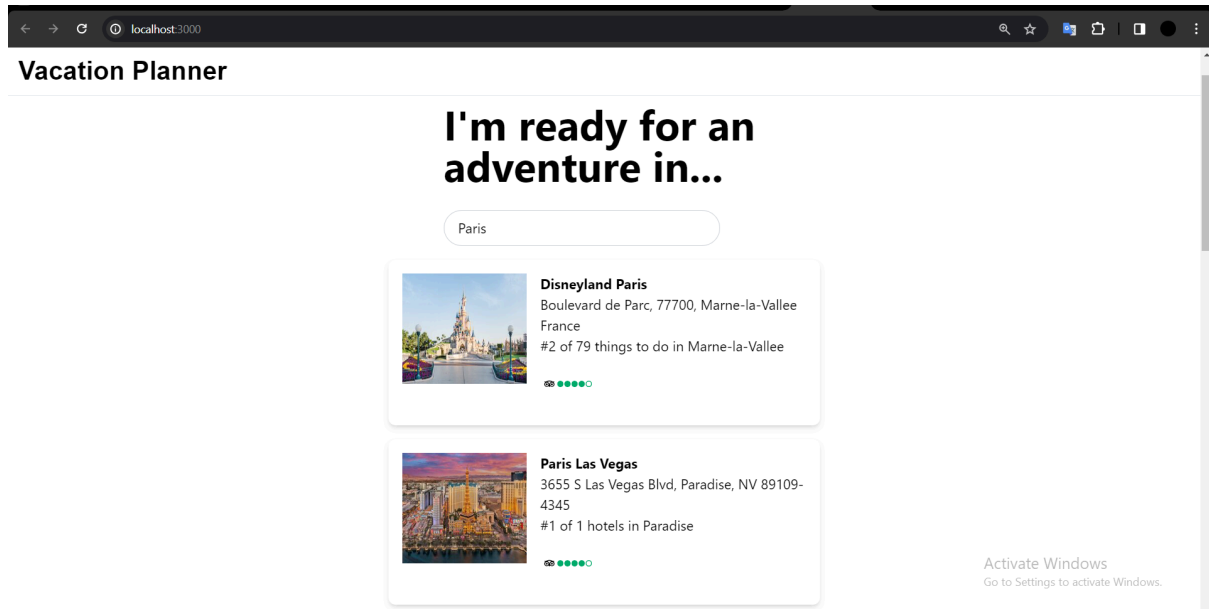 localhost:3000
Vacation Planner
I'm ready for an
adventure in...
Paris
Disneyland Paris
Boulevard de Parc, 77700, Marne-la-Vallee
France
#2 of 79 things to do in Marne-la-Vallee
Paris Las Vegas
3655 S Las Vegas Blvd, Paradise, NV 89109-
4345
#1 of 1 hotels in Paradise
Activate Windows
Go to Settings to activate Windows.